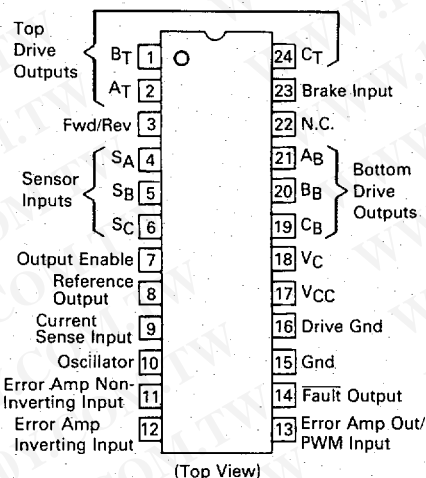 Top
Drive
Outputs
BT 1
AT 2
Fwd/Rev 3
Sensor
Inputs
SA 4
SB 5
SC 6
Output Enable 7
Reference
Output 8
Current
Sense Input 9
Oscillator 10
Error Amp Non-
Inverting Input 11
Error Amp
Inverting Input 12
24 CT
23 Brake Input
22 N.C.
21 AB
20 BB
19 CB
Bottom
Drive
Outputs
18 VC
17 VCC
16 Drive Gnd
15 Gnd
14 Fault Output
13 Error Amp Out/
PWM Input
(Top View)